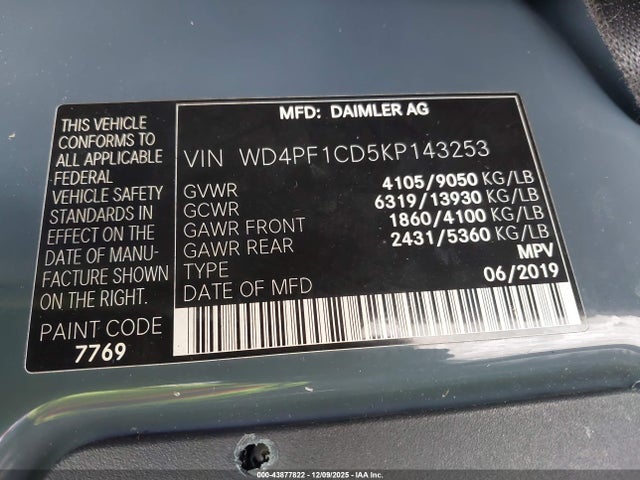 THIS VEHICLE
CONFORMS TO
ALL APPLICABLE
FEDERAL
VEHICLE SAFETY
STANDARDS IN
EFFECT ON THE
DATE OF MANU-
FACTURE SHOWN
ON THE RIGHT.
PAINT CODE
7769
MFD: DAIMLER AG
VIN WD4PF1CD5KP143253
GVWR 4105/9050 KG/LB
GCWR 6319/13930 KG/LB
GAWR FRONT 1860/4100 KG/LB
GAWR REAR 2431/5360 KG/LB
TYPE MPV
DATE OF MFD 06/2019
000-43877822 - 12/09/2025 - IAA Inc.